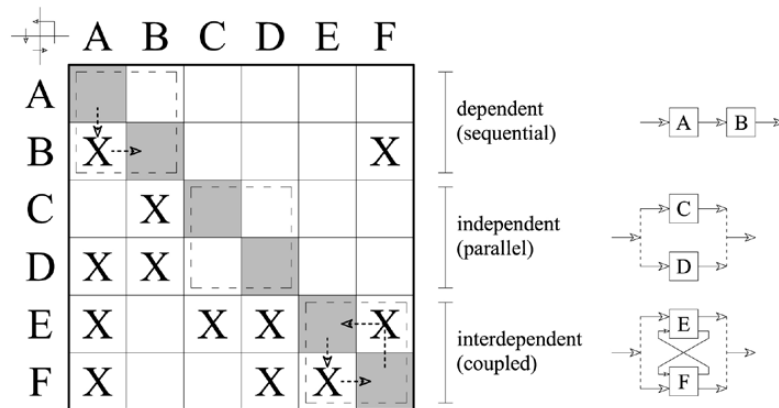 A B C D E F
A
B X X
C X
D X X
E X X X X
F X X X
dependent
(sequential)
A B
independent
(parallel)
C
D
interdependent
(coupled)
E
F